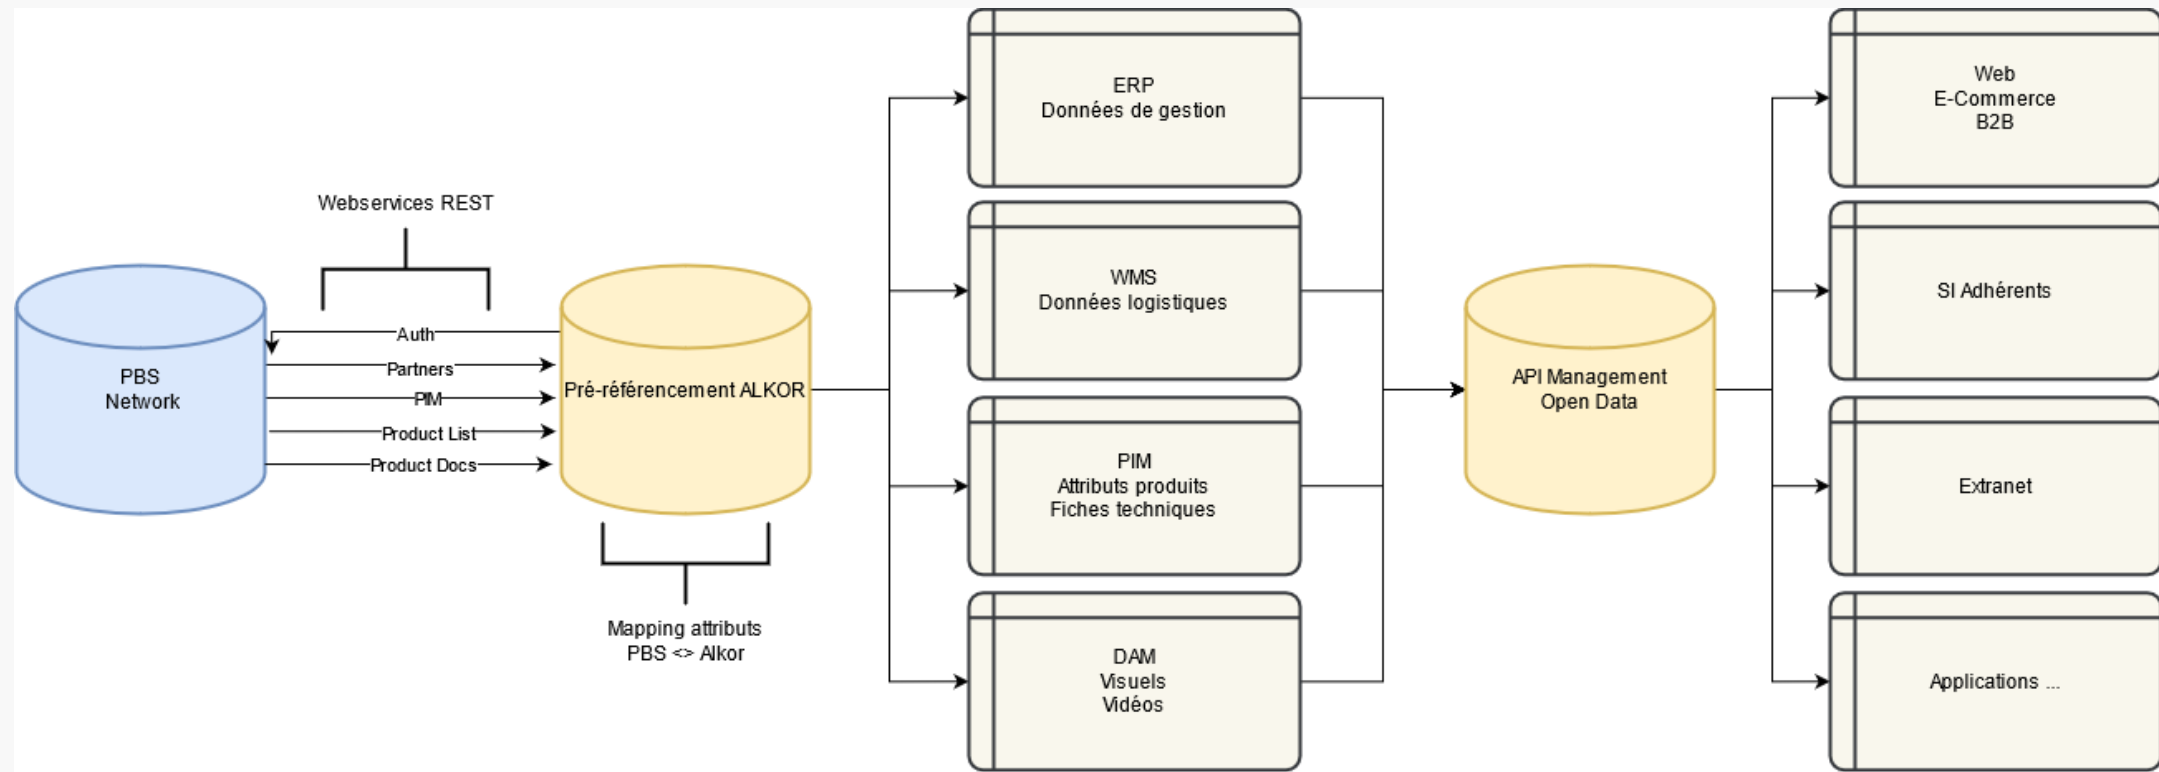 Webservices REST
PBS
Network
Auth
Partners
PIM
Product List
Product Docs
Pré-référencement ALKOR
Mapping attributs
PBS <> Alkor
ERP
Données de gestion
WMS
Données logistiques
PIM
Attributs produits
Fiches techniques
DAM
Visuels
Vidéos
API Management
Open Data
Web
E-Commerce
B2B
SI Adhérents
Extranet
Applications ...